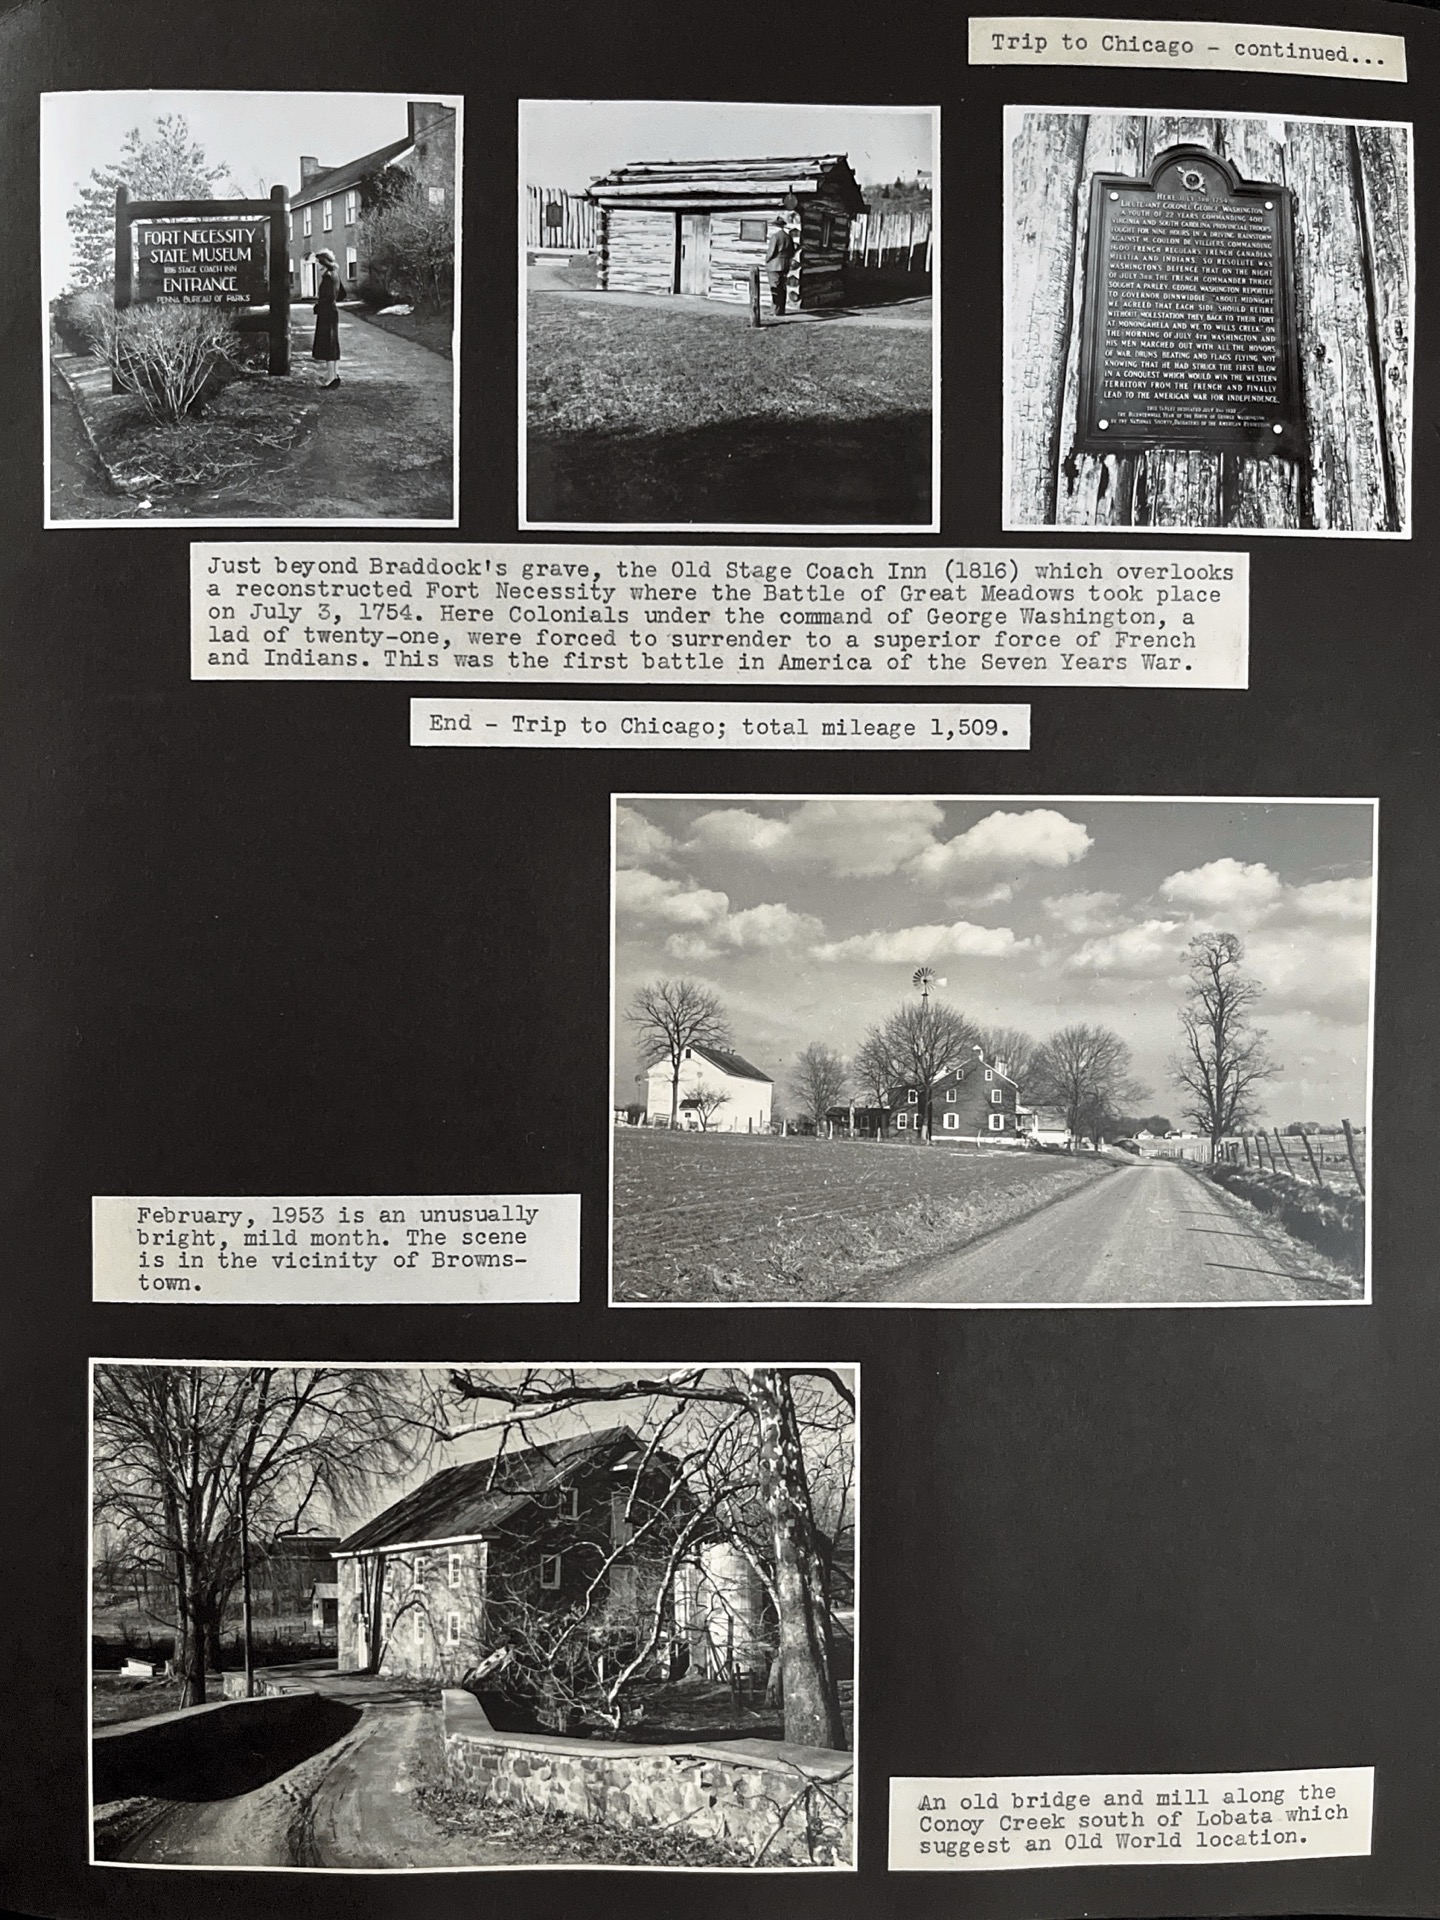 Trip to Chicago - continued...
FORT NECESSITY
STATE MUSEUM
1816 STAGE COACH INN
ENTRANCE
PENNA BUREAU OF PARKS
HERE JULY 3RD 1754
LIEUTENANT COLONEL GEORGE WASHINGTON
A YOUTH OF 22 YEARS COMMANDING 400
VIRGINIA AND SOUTH CAROLINA PROVINCIAL TROOPS
FOUGHT FOR NINE HOURS IN A DRIVING RAINSTORM
AGAINST M. COULON DE VILLIERS, COMMANDING
1600 FRENCH REGULARS, FRENCH CANADIAN
MILITIA AND INDIANS. SO RESOLUTE WAS
WASHINGTON'S DEFENCE THAT ON THE NIGHT
OF JULY 3RD, THE FRENCH COMMANDER THRICE
SOUGHT A PARLEY. GEORGE WASHINGTON REPORTED
TO GOVERNOR DINWIDDIE: "ABOUT MIDNIGHT
WE AGREED THAT EACH SIDE SHOULD RETIRE
WITHOUT MOLESTATION THEY BACK TO THEIR FORT
AT MONONGAHELA AND WE TO WILLS CREEK." ON
THE MORNING OF JULY 4TH WASHINGTON AND
HIS MEN MARCHED OUT WITH ALL THE HONORS
OF WAR, DRUMS BEATING AND FLAGS FLYING, NOT
KNOWING THAT HE HAD STRUCK THE FIRST BLOW
IN A CONQUEST WHICH WOULD WIN THE WESTERN
TERRITORY FROM THE FRENCH AND FINALLY
LEAD TO THE AMERICAN WAR FOR INDEPENDENCE.
THIS TABLET DEDICATED JULY 3RD 1932
THE BICENTENNIAL YEAR OF THE BIRTH OF GEORGE WASHINGTON
BY THE NATIONAL SOCIETY, DAUGHTERS OF THE AMERICAN REVOLUTION
Just beyond Braddock's grave, the Old Stage Coach Inn (1816) which overlooks
a reconstructed Fort Necessity where the Battle of Great Meadows took place
on July 3, 1754. Here Colonials under the command of George Washington, a
lad of twenty-one, were forced to surrender to a superior force of French
and Indians. This was the first battle in America of the Seven Years War.
End - Trip to Chicago; total mileage 1,509.
February, 1953 is an unusually
bright, mild month. The scene
is in the vicinity of Browns-
town.
An old bridge and mill along the
Conoy Creek south of Lobata which
suggest an Old World location.